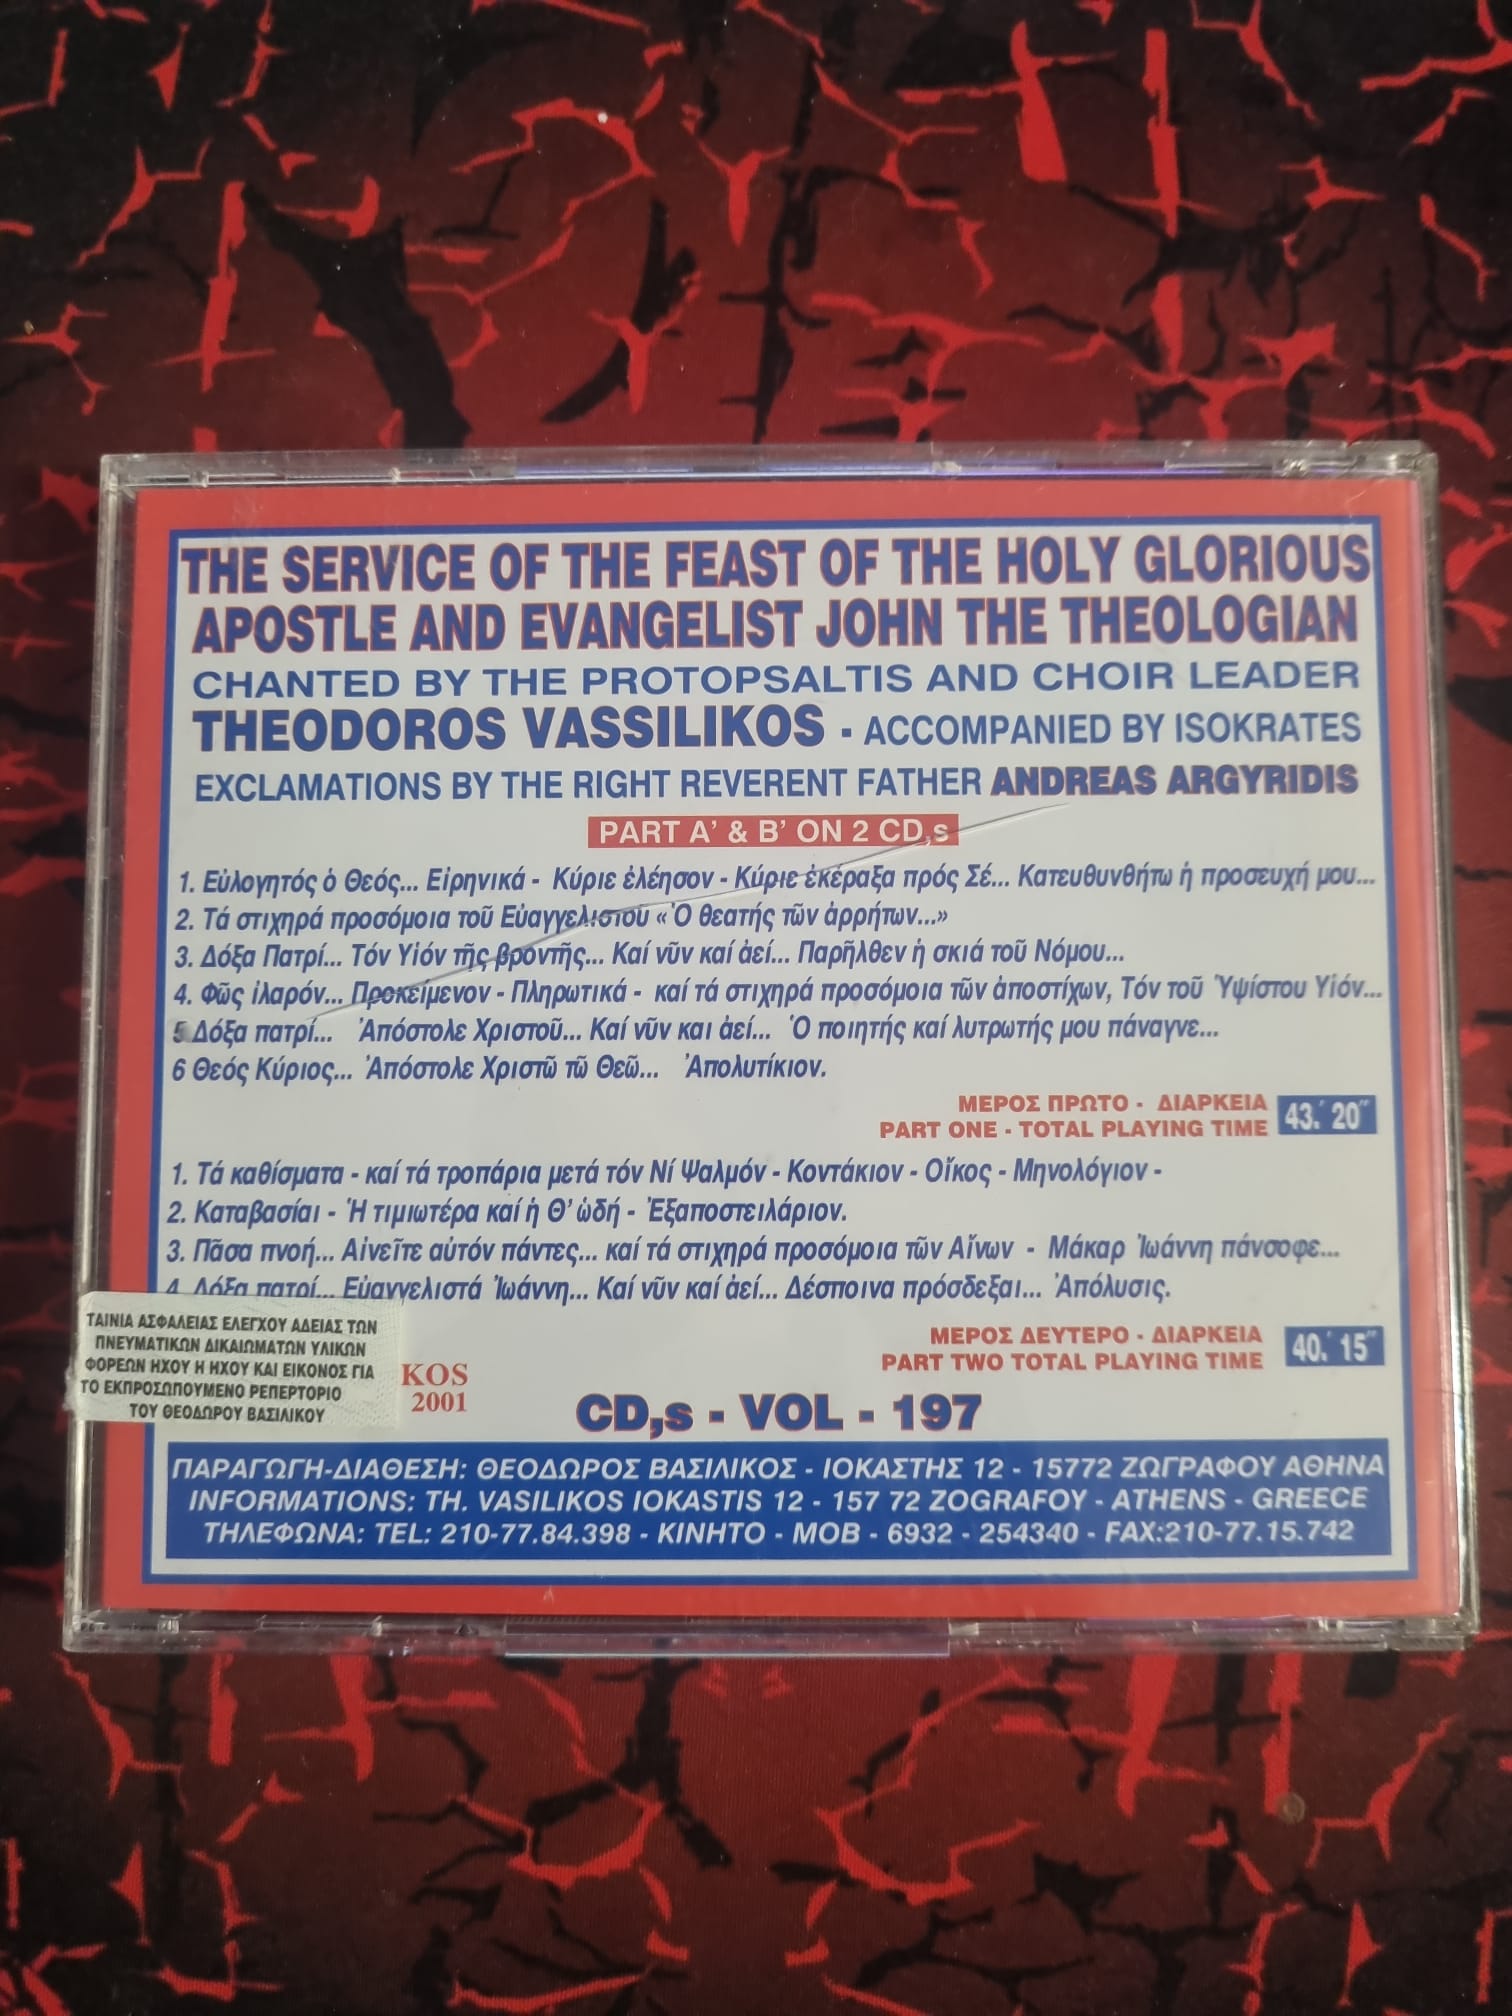 THE SERVICE OF THE FEAST OF THE HOLY GLORIOUS
APOSTLE AND EVANGELIST JOHN THE THEOLOGIAN
CHANTED BY THE PROTOPSALTIS AND CHOIR LEADER
THEODOROS VASSILIKOS - ACCOMPANIED BY ISOKRATES
EXCLAMATIONS BY THE RIGHT REVERENT FATHER ANDREAS ARGYRIDIS
PART A' & B' ON 2 CD,s
1. Εὐλογητός ὁ Θεός... Εἰρηνικά - Κύριε ἐλέησον - Κύριε ἐκέραξα πρός Σέ... Κατευθυνθήτω ἡ προσευχή μου...
2. Τά στιχηρά προσόμοια τοῦ Εὐαγγελιστοῦ «Ὁ θεατής τῶν ἀρρήτων...»
3. Δόξα Πατρί... Τόν Υἱόν τῆς βροντῆς... Καί νῦν καί ἀεί... Παρῆλθεν ἡ σκιά τοῦ Νόμου...
4. Φῶς ἱλαρόν... Προκείμενον - Πληρωτικά - καί τά στιχηρά προσόμοια τῶν ἀποστίχων, Τόν τοῦ Ὑψίστου Υἱόν...
5 Δόξα πατρί... Ἀπόστολε Χριστοῦ... Καί νῦν και ἀεί... Ὁ ποιητής καί λυτρωτής μου πάναγνε...
6 Θεός Κύριος... Ἀπόστολε Χριστῶ τῶ Θεῶ... Ἀπολυτίκιον.
ΜΕΡΟΣ ΠΡΩΤΟ - ΔΙΑΡΚΕΙΑ
PART ONE - TOTAL PLAYING TIME 43.' 20"
1. Τά καθίσματα - καί τά τροπάρια μετά τόν Νί Ψαλμόν - Κοντάκιον - Οἶκος - Μηνολόγιον -
2. Καταβασίαι - Ἡ τιμιωτέρα καί ἡ Θ' ὠδή - Ἐξαποστειλάριον.
3. Πᾶσα πνοή... Αἰνεῖτε αὐτόν πάντες... καί τά στιχηρά προσόμοια τῶν Αἴνων - Μάκαρ Ἰωάννη πάνσοφε...
4. Δόξα πατρί... Εὐαγγελιστά Ἰωάννη... Καί νῦν καί ἀεί... Δέσποινα πρόσδεξαι... Ἀπόλυσις.
ΤΑΙΝΙΑ ΑΣΦΑΛΕΙΑΣ ΕΛΕΓΧΟΥ ΑΔΕΙΑΣ ΤΩΝ
ΠΝΕΥΜΑΤΙΚΩΝ ΔΙΚΑΙΩΜΑΤΩΝ ΥΛΙΚΩΝ
ΦΟΡΕΩΝ ΗΧΟΥ Η ΗΧΟΥ ΚΑΙ ΕΙΚΟΝΟΣ ΓΙΑ
ΤΟ ΕΚΠΡΟΣΩΠΟΥΜΕΝΟ ΡΕΠΕΡΤΟΡΙΟ
ΤΟΥ ΘΕΟΔΩΡΟΥ ΒΑΣΙΛΙΚΟΥ
KOS
2001
ΜΕΡΟΣ ΔΕΥΤΕΡΟ - ΔΙΑΡΚΕΙΑ
PART TWO TOTAL PLAYING TIME 40.' 15"
CD,s - VOL - 197
ΠΑΡΑΓΩΓΗ-ΔΙΑΘΕΣΗ: ΘΕΟΔΩΡΟΣ ΒΑΣΙΛΙΚΟΣ - ΙΟΚΑΣΤΗΣ 12 - 15772 ΖΩΓΡΑΦΟΥ ΑΘΗΝΑ
INFORMATIONS: TH. VASILIKOS IOKASTIS 12 - 157 72 ZOGRAFOY - ATHENS - GREECE
ΤΗΛΕΦΩΝΑ: TEL: 210-77.84.398 - ΚΙΝΗΤΟ - MOB - 6932 - 254340 - FAX:210-77.15.742